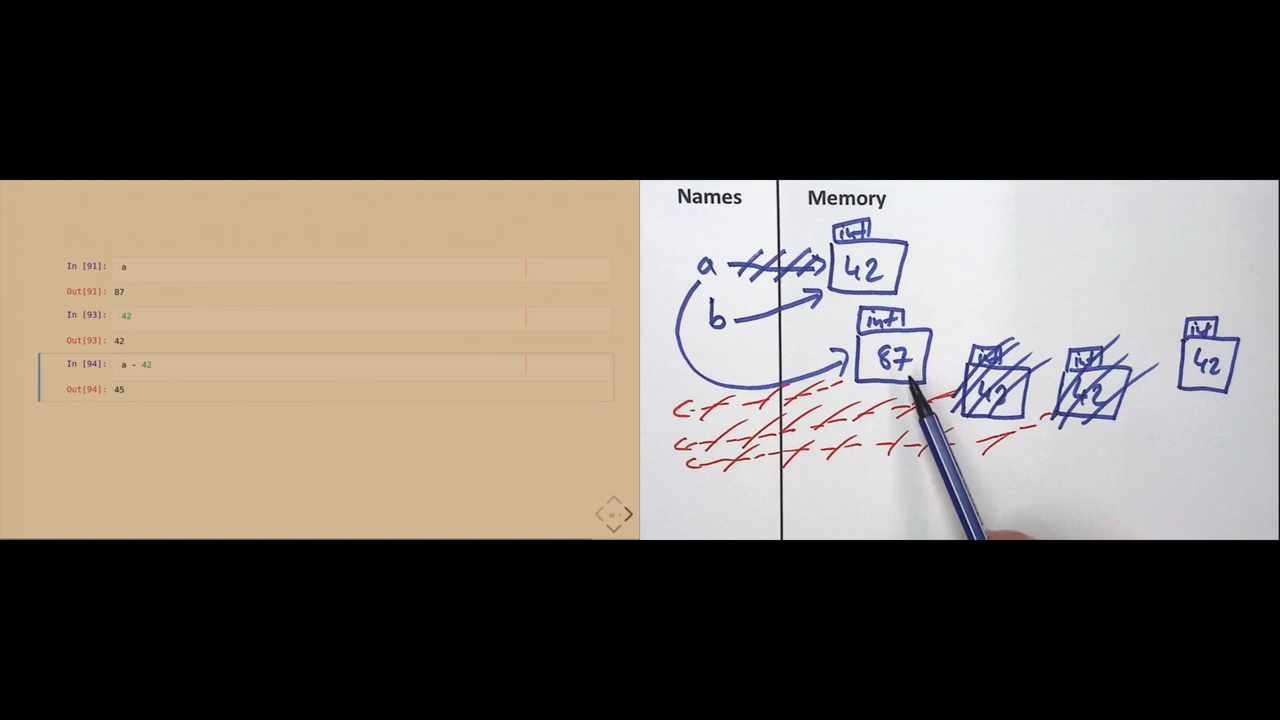 In [91]: a
Out[91]: 87
In [93]: 42
Out[93]: 42
In [94]: a - 42
Out[94]: 45
Names Memory
int
a 42
b
int
87
int
42
int
42
int
42